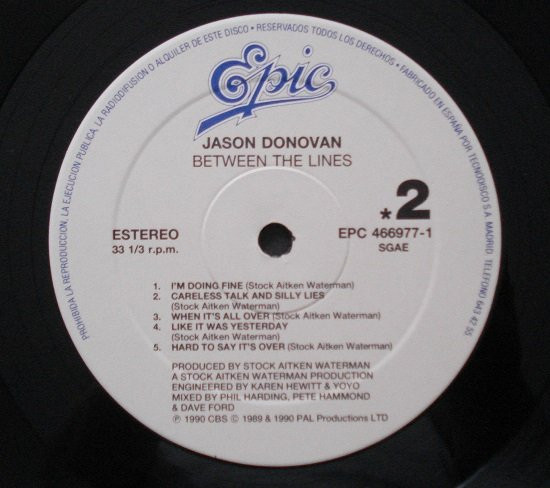 PROHIBIDA LA REPRODUCCION, LA EJECUCION PUBLICA, LA RADIODIFUSION O ALQUILER DE ESTE DISCO • RESERVADOS TODOS LOS DERECHOS • FABRICADO EN ESPAÑA POR TECNODISCO S.A. MADRID. TELEFONO 643 42 55
Epic
JASON DONOVAN
BETWEEN THE LINES
*2
ESTEREO
33 1/3 r.p.m.
EPC 466977-1
SGAE
1. I'M DOING FINE (Stock Aitken Waterman)
2. CARELESS TALK AND SILLY LIES
(Stock Aitken Waterman)
3. WHEN IT'S ALL OVER (Stock Aitken Waterman)
4. LIKE IT WAS YESTERDAY
(Stock Aitken Waterman)
5. HARD TO SAY IT'S OVER (Stock Aitken Waterman)
PRODUCED BY STOCK AITKEN WATERMAN
A STOCK AITKEN WATERMAN PRODUCTION
ENGINEERED BY KAREN HEWITT & YOYO
MIXED BY PHIL HARDING, PETE HAMMOND
& DAVE FORD
Ⓟ 1990 CBS © 1989 & 1990 PAL Productions LTD